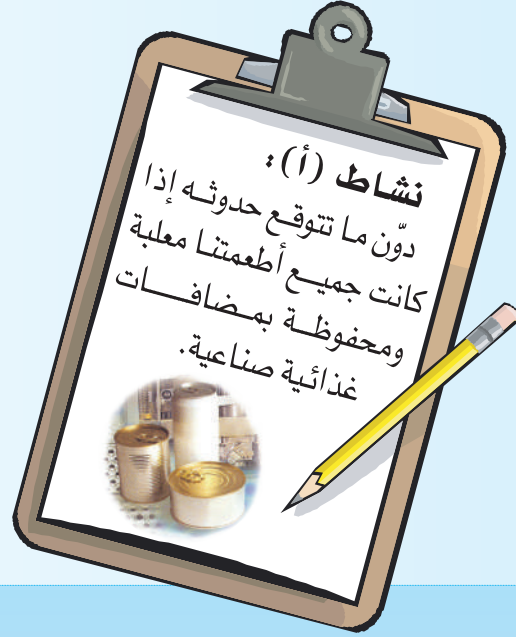 نشاط (أ):
دوّن ما تتوقع حدوثه إذا
كانت جميع أطعمتنا معلبة
ومحفوظة بمضافات
غذائية صناعية.